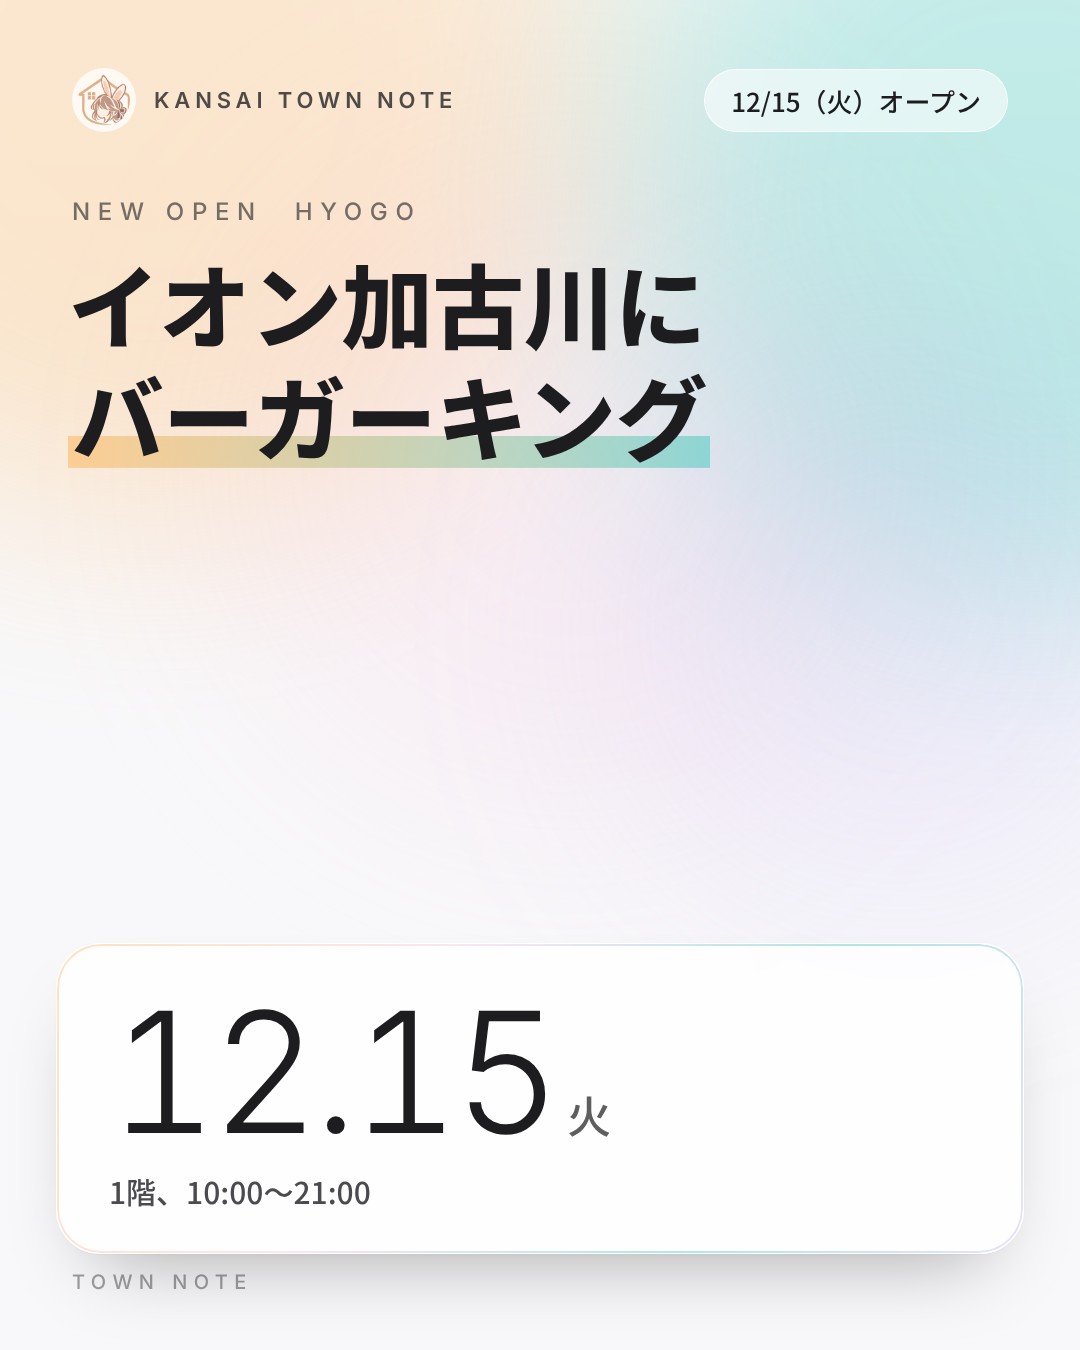 KANSAI TOWN NOTE
12/15（火）オープン
NEW OPEN HYOGO
イオン加古川に
バーガーキング
12.15 火
1階、10:00〜21:00
TOWN NOTE